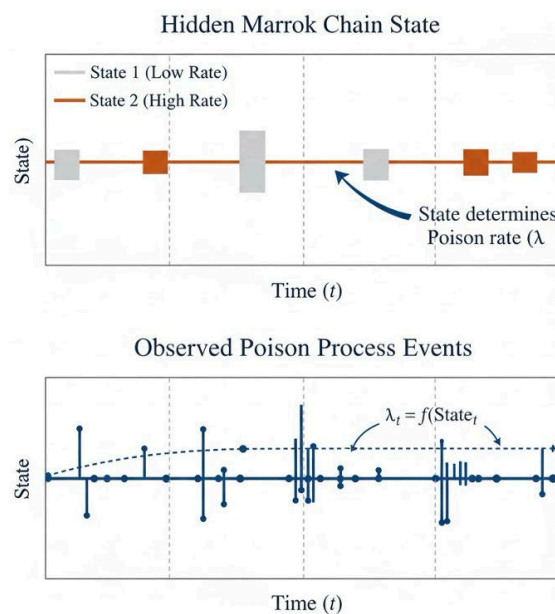 Hidden Marrok Chain State
State 1 (Low Rate)
State 2 (High Rate)
State)
State determines
Poison rate (λ
Time (t)
Observed Poison Process Events
λt = f(Statet
State
Time (t)